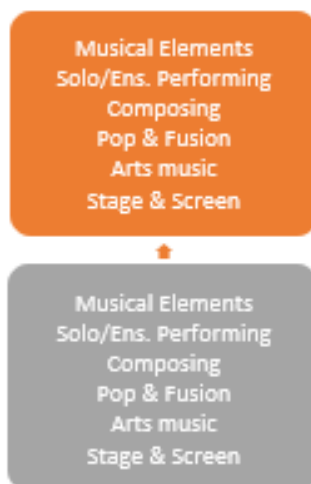 Musical Elements
Solo/Ens. Performing
Composing
Pop & Fusion
Arts music
Stage & Screen
Musical Elements
Solo/Ens. Performing
Composing
Pop & Fusion
Arts music
Stage & Screen